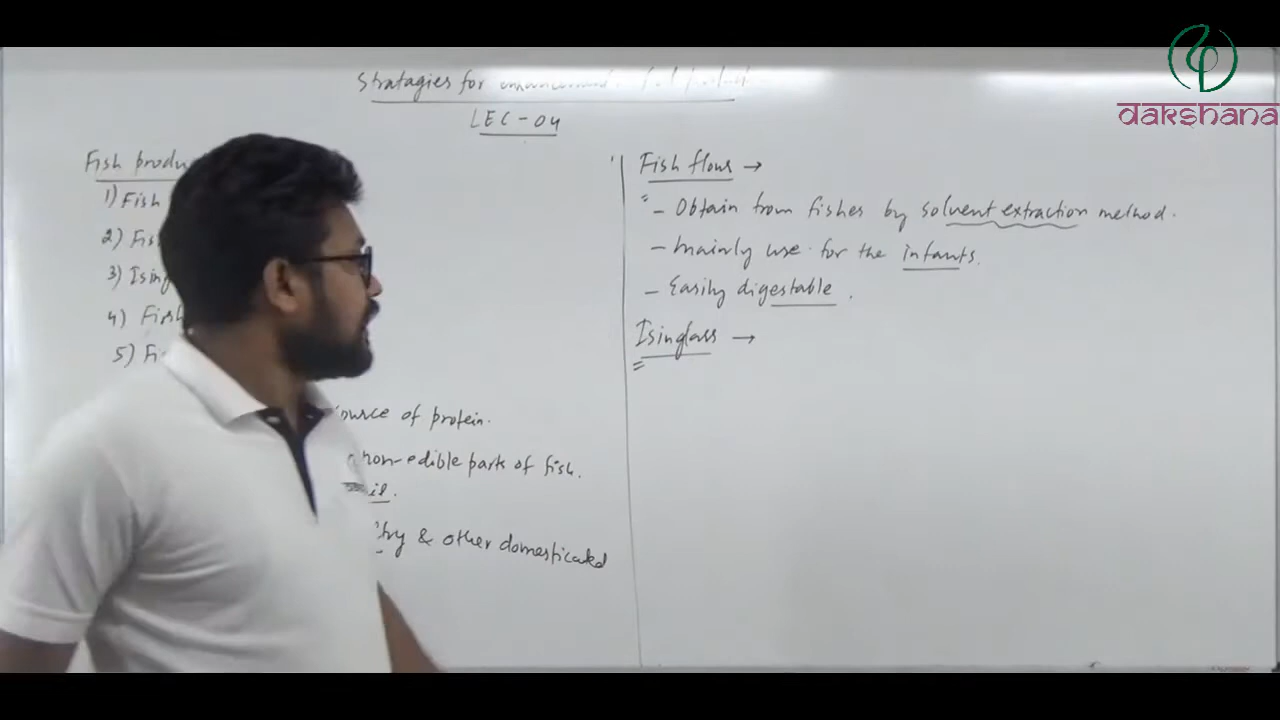 dakshana
Stratagies for
LEC-04
Fish produ
1) Fish
2) Fis
3) Ising
4) Fish
5) Fi
ource of protein.
non-edible parts of fish.
il.
try & other domesticated
Fish flour →
- Obtain from fishes by solvent extraction method.
- mainly use for the infants.
- Easily digestable.
Isinglass →